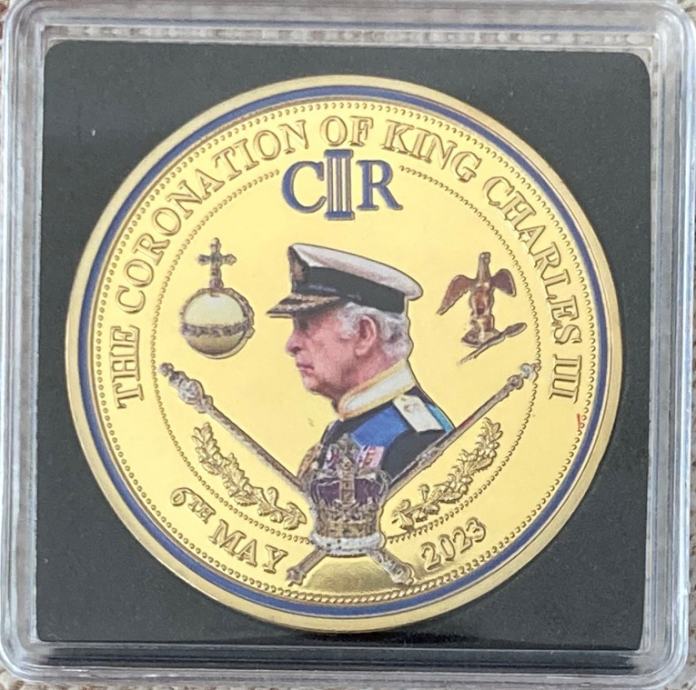 THE CORONATION OF KING CHARLES III
CIIIR
6TH MAY 2023